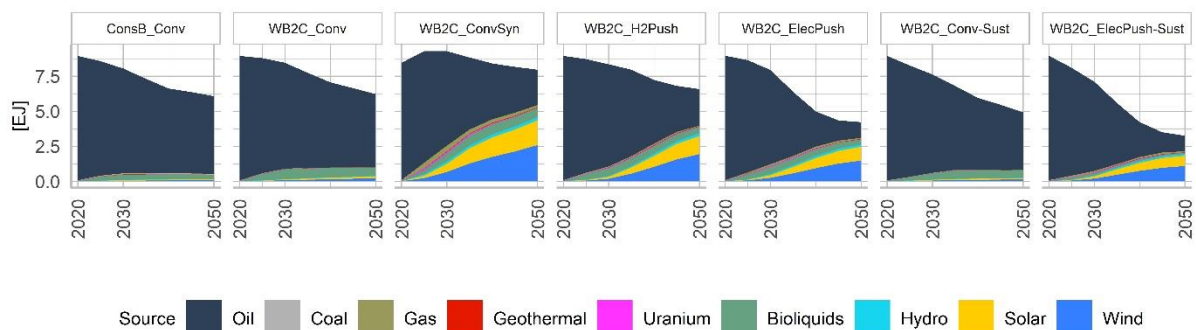 ConsB_Conv WB2C_Conv WB2C_ConvSyn WB2C_H2Push WB2C_ElecPush WB2C_Conv-Sust WB2C_ElecPush-Sust
[EJ]
7.5
5.0
2.5
0.0
2020 2030 2050 2020 2030 2050 2020 2030 2050 2020 2030 2050 2020 2030 2050 2020 2030 2050 2020 2030 2050
Source Oil Coal Gas Geothermal Uranium Bioliquids Hydro Solar Wind